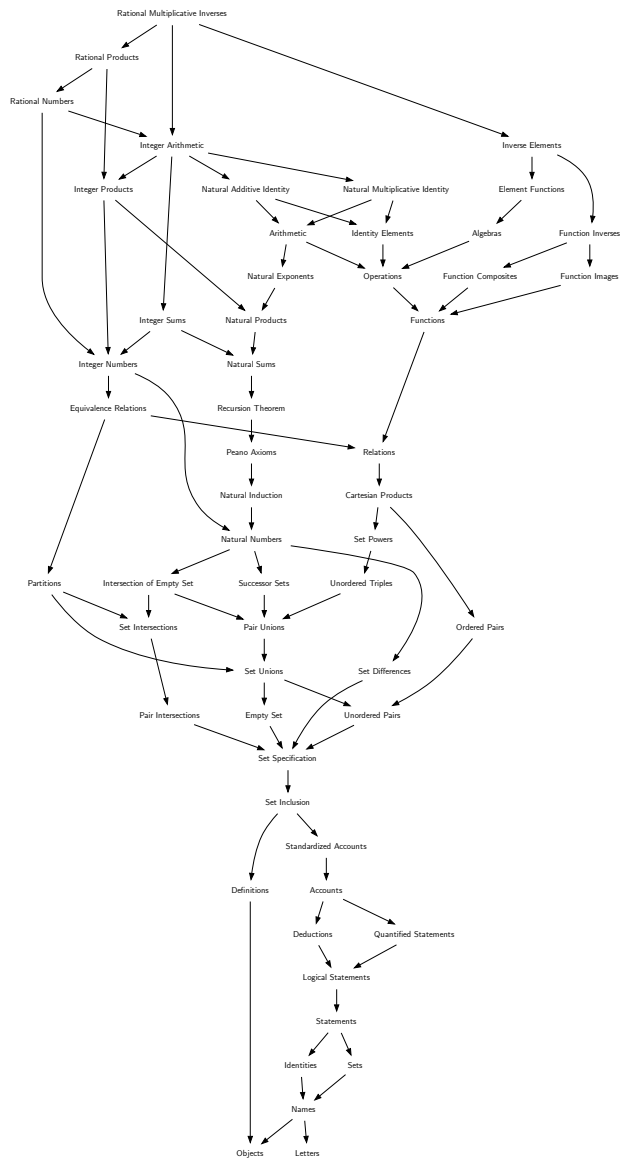 Rational Multiplicative Inverses
Rational Products
Rational Numbers
Integer Arithmetic
Inverse Elements
Integer Products
Natural Additive Identity
Natural Multiplicative Identity
Element Functions
Arithmetic
Identity Elements
Algebras
Function Inverses
Natural Exponents
Operations
Function Composites
Function Images
Integer Sums
Natural Products
Functions
Integer Numbers
Natural Sums
Equivalence Relations
Recursion Theorem
Peano Axioms
Relations
Natural Induction
Cartesian Products
Natural Numbers
Set Powers
Partitions
Intersection of Empty Set
Successor Sets
Unordered Triples
Set Intersections
Pair Unions
Ordered Pairs
Set Unions
Set Differences
Pair Intersections
Empty Set
Unordered Pairs
Set Specification
Set Inclusion
Standardized Accounts
Definitions
Accounts
Deductions
Quantified Statements
Logical Statements
Statements
Identities
Sets
Names
Objects
Letters